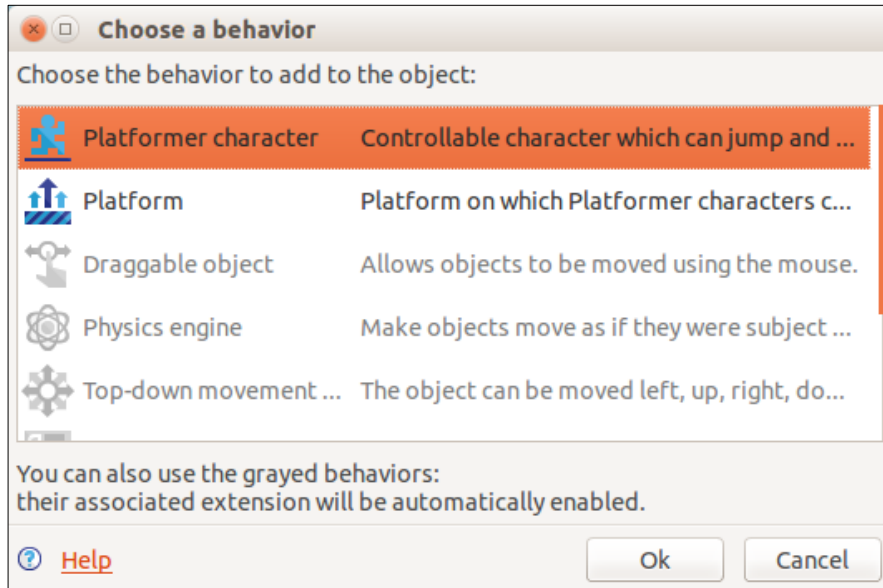 Choose a behavior
Choose the behavior to add to the object:
Platformer character Controllable character which can jump and ...
Platform Platform on which Platformer characters c...
Draggable object Allows objects to be moved using the mouse.
Physics engine Make objects move as if they were subject ...
Top-down movement ... The object can be moved left, up, right, do...
You can also use the grayed behaviors:
their associated extension will be automatically enabled.
? Help Ok Cancel